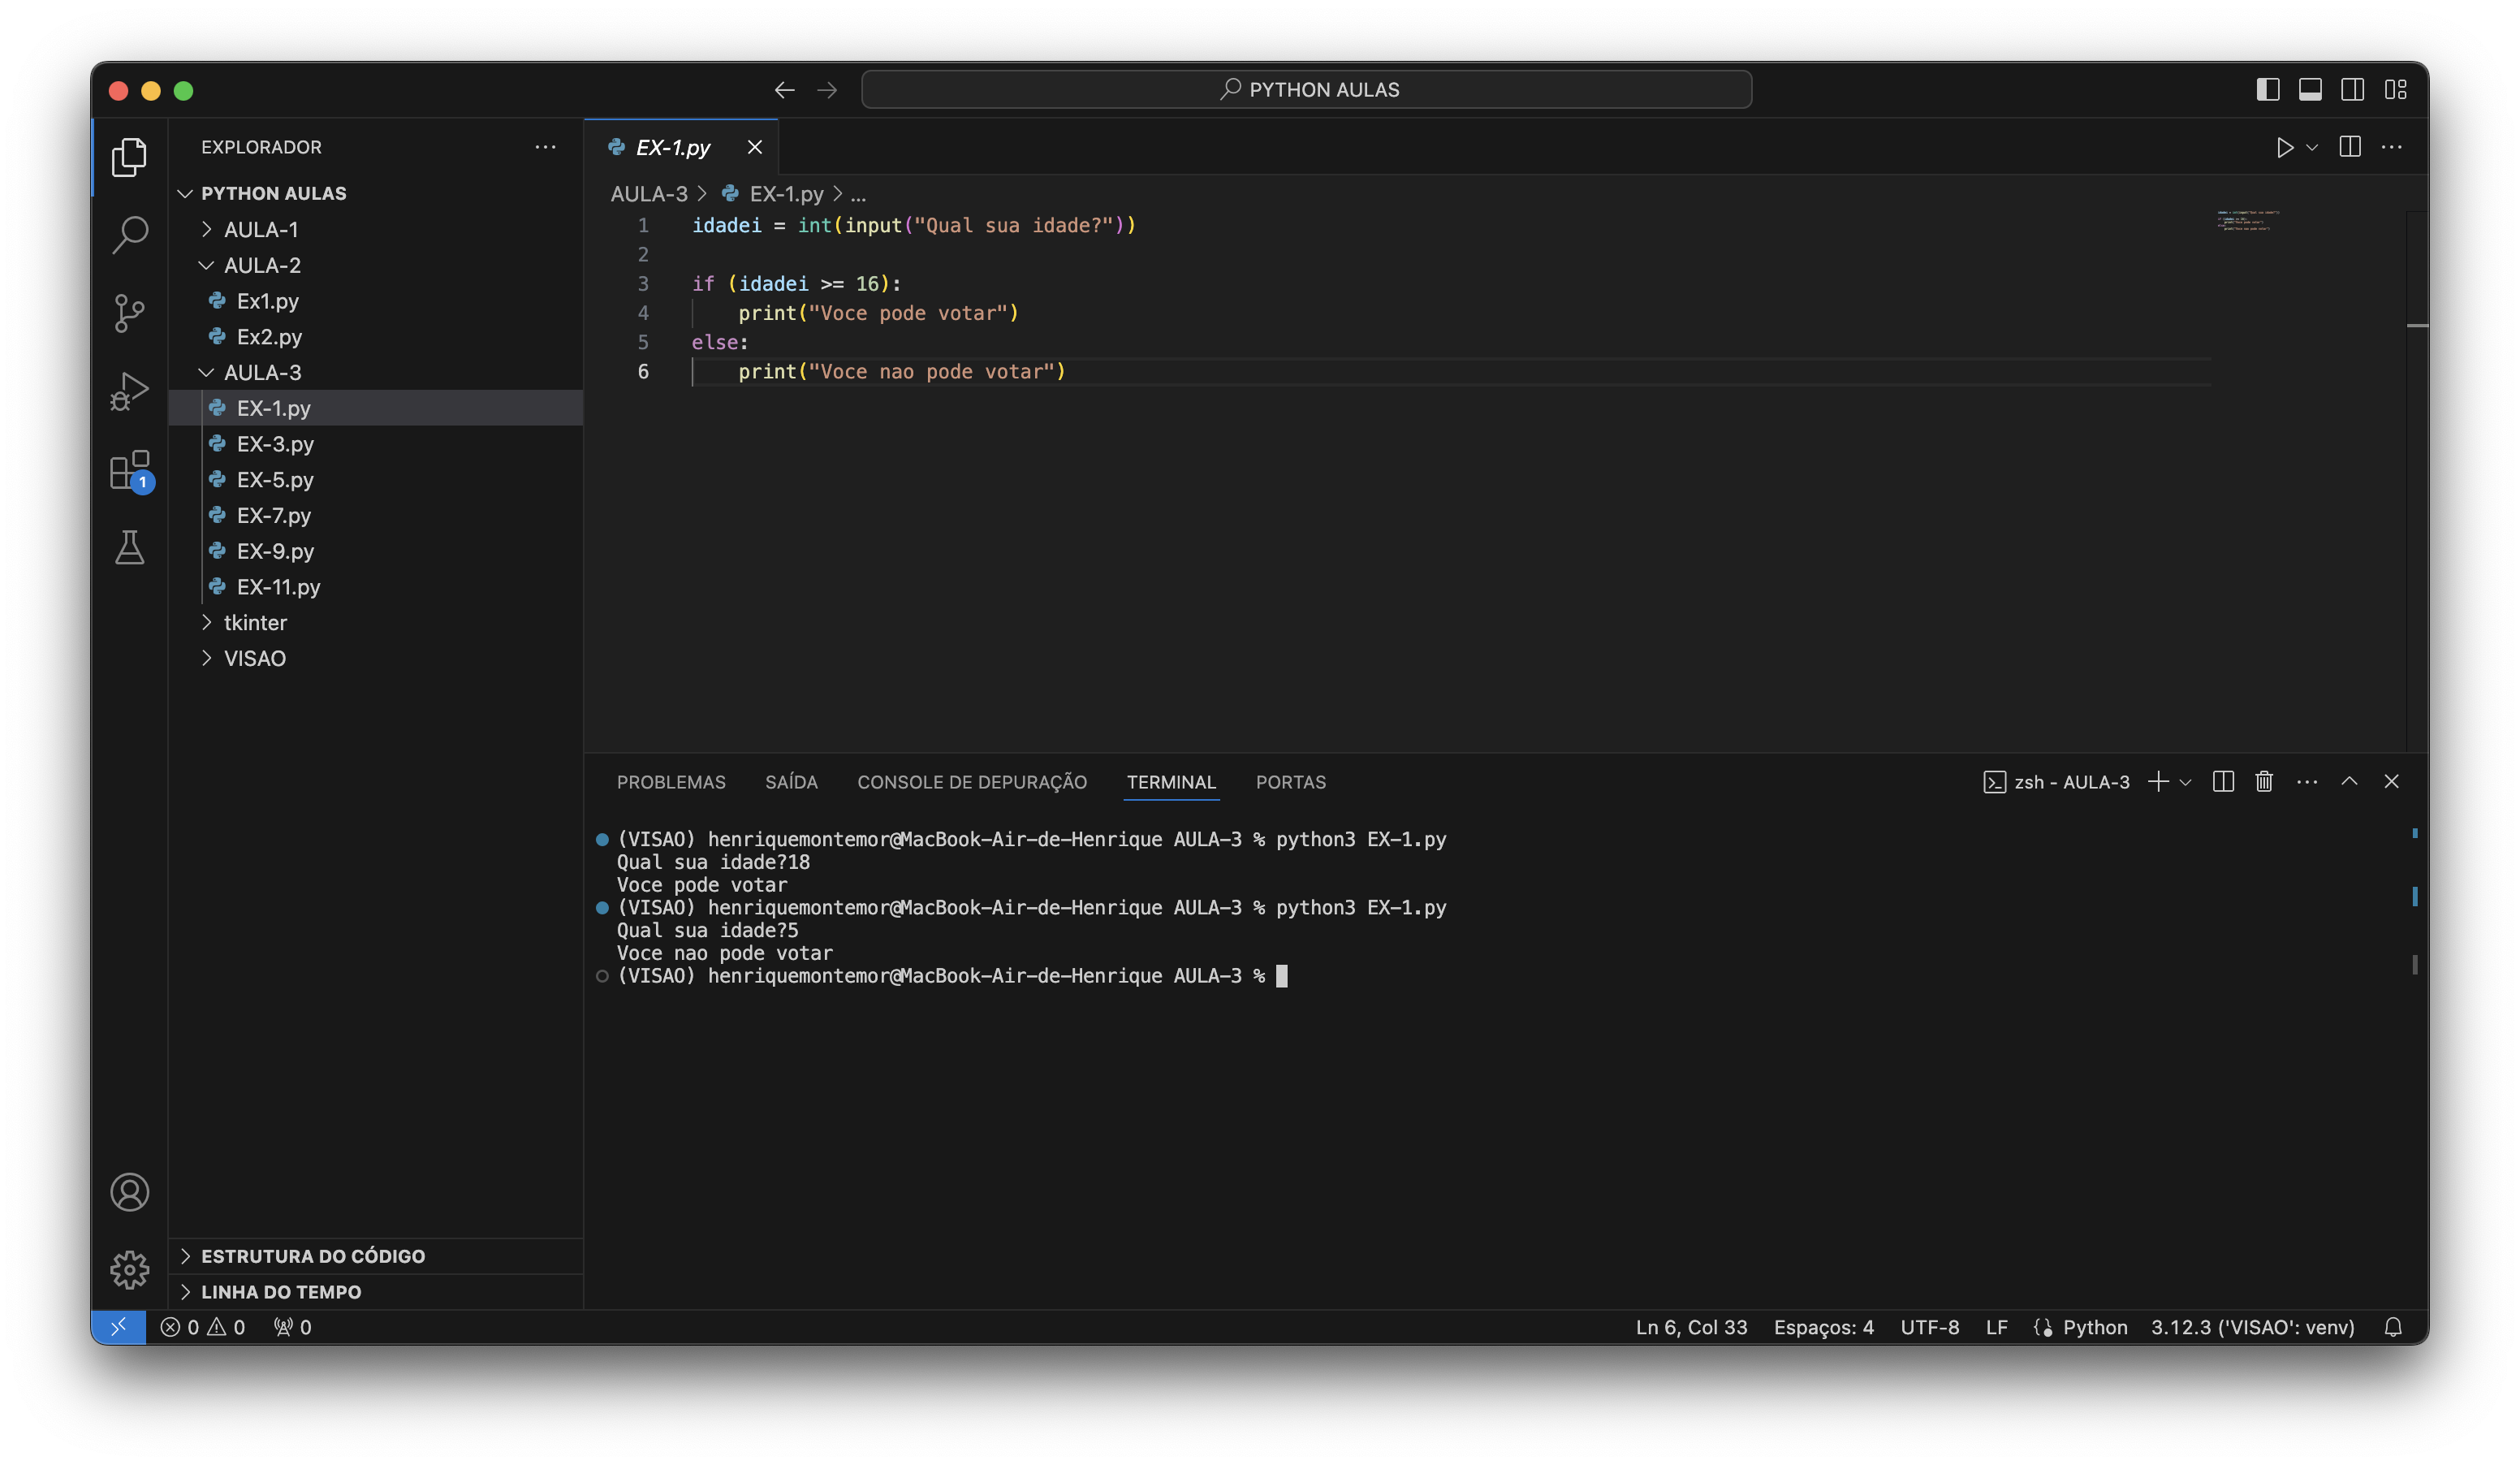 PYTHON AULAS
EXPLORADOR
PYTHON AULAS
AULA-1
AULA-2
Ex1.py
Ex2.py
AULA-3
EX-1.py
EX-3.py
EX-5.py
EX-7.py
EX-9.py
EX-11.py
tkinter
VISAO
1
ESTRUTURA DO CÓDIGO
LINHA DO TEMPO
EX-1.py
AULA-3 > EX-1.py > ...
1 idadei = int(input("Qual sua idade?"))
2
3 if (idadei >= 16):
4     print("Voce pode votar")
5 else:
6     print("Voce nao pode votar")
PROBLEMAS SAÍDA CONSOLE DE DEPURAÇÃO TERMINAL PORTAS zsh - AULA-3
(VISAO) henriquemontemor@MacBook-Air-de-Henrique AULA-3 % python3 EX-1.py
Qual sua idade?18
Voce pode votar
(VISAO) henriquemontemor@MacBook-Air-de-Henrique AULA-3 % python3 EX-1.py
Qual sua idade?5
Voce nao pode votar
(VISAO) henriquemontemor@MacBook-Air-de-Henrique AULA-3 %
0 0 0 Ln 6, Col 33 Espaços: 4 UTF-8 LF Python 3.12.3 ('VISAO': venv)